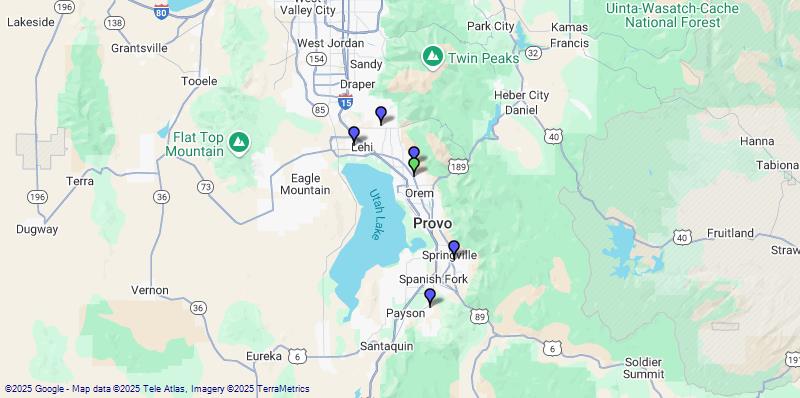 West
Valley City
196
80
138
Lakeside
Grantsville
Park City
Kamas
Francis
Uinta-Wasatch-Cache
National Forest
West Jordan
154
Sandy
Twin Peaks
32
Tooele
Draper
15
85
Heber City
Daniel
40
Flat Top
Mountain
Lehi
Hanna
Tabiona
Terra
36
73
Eagle
Mountain
189
Orem
196
Dugway
Utah Lake
Provo
40
Fruitland
Straw
Springville
Spanish Fork
Vernon
36
Payson
89
Santaquin
Eureka
6
6
Soldier
Summit
191
©2025 Google - Map data ©2025 Tele Atlas, Imagery ©2025 TerraMetrics